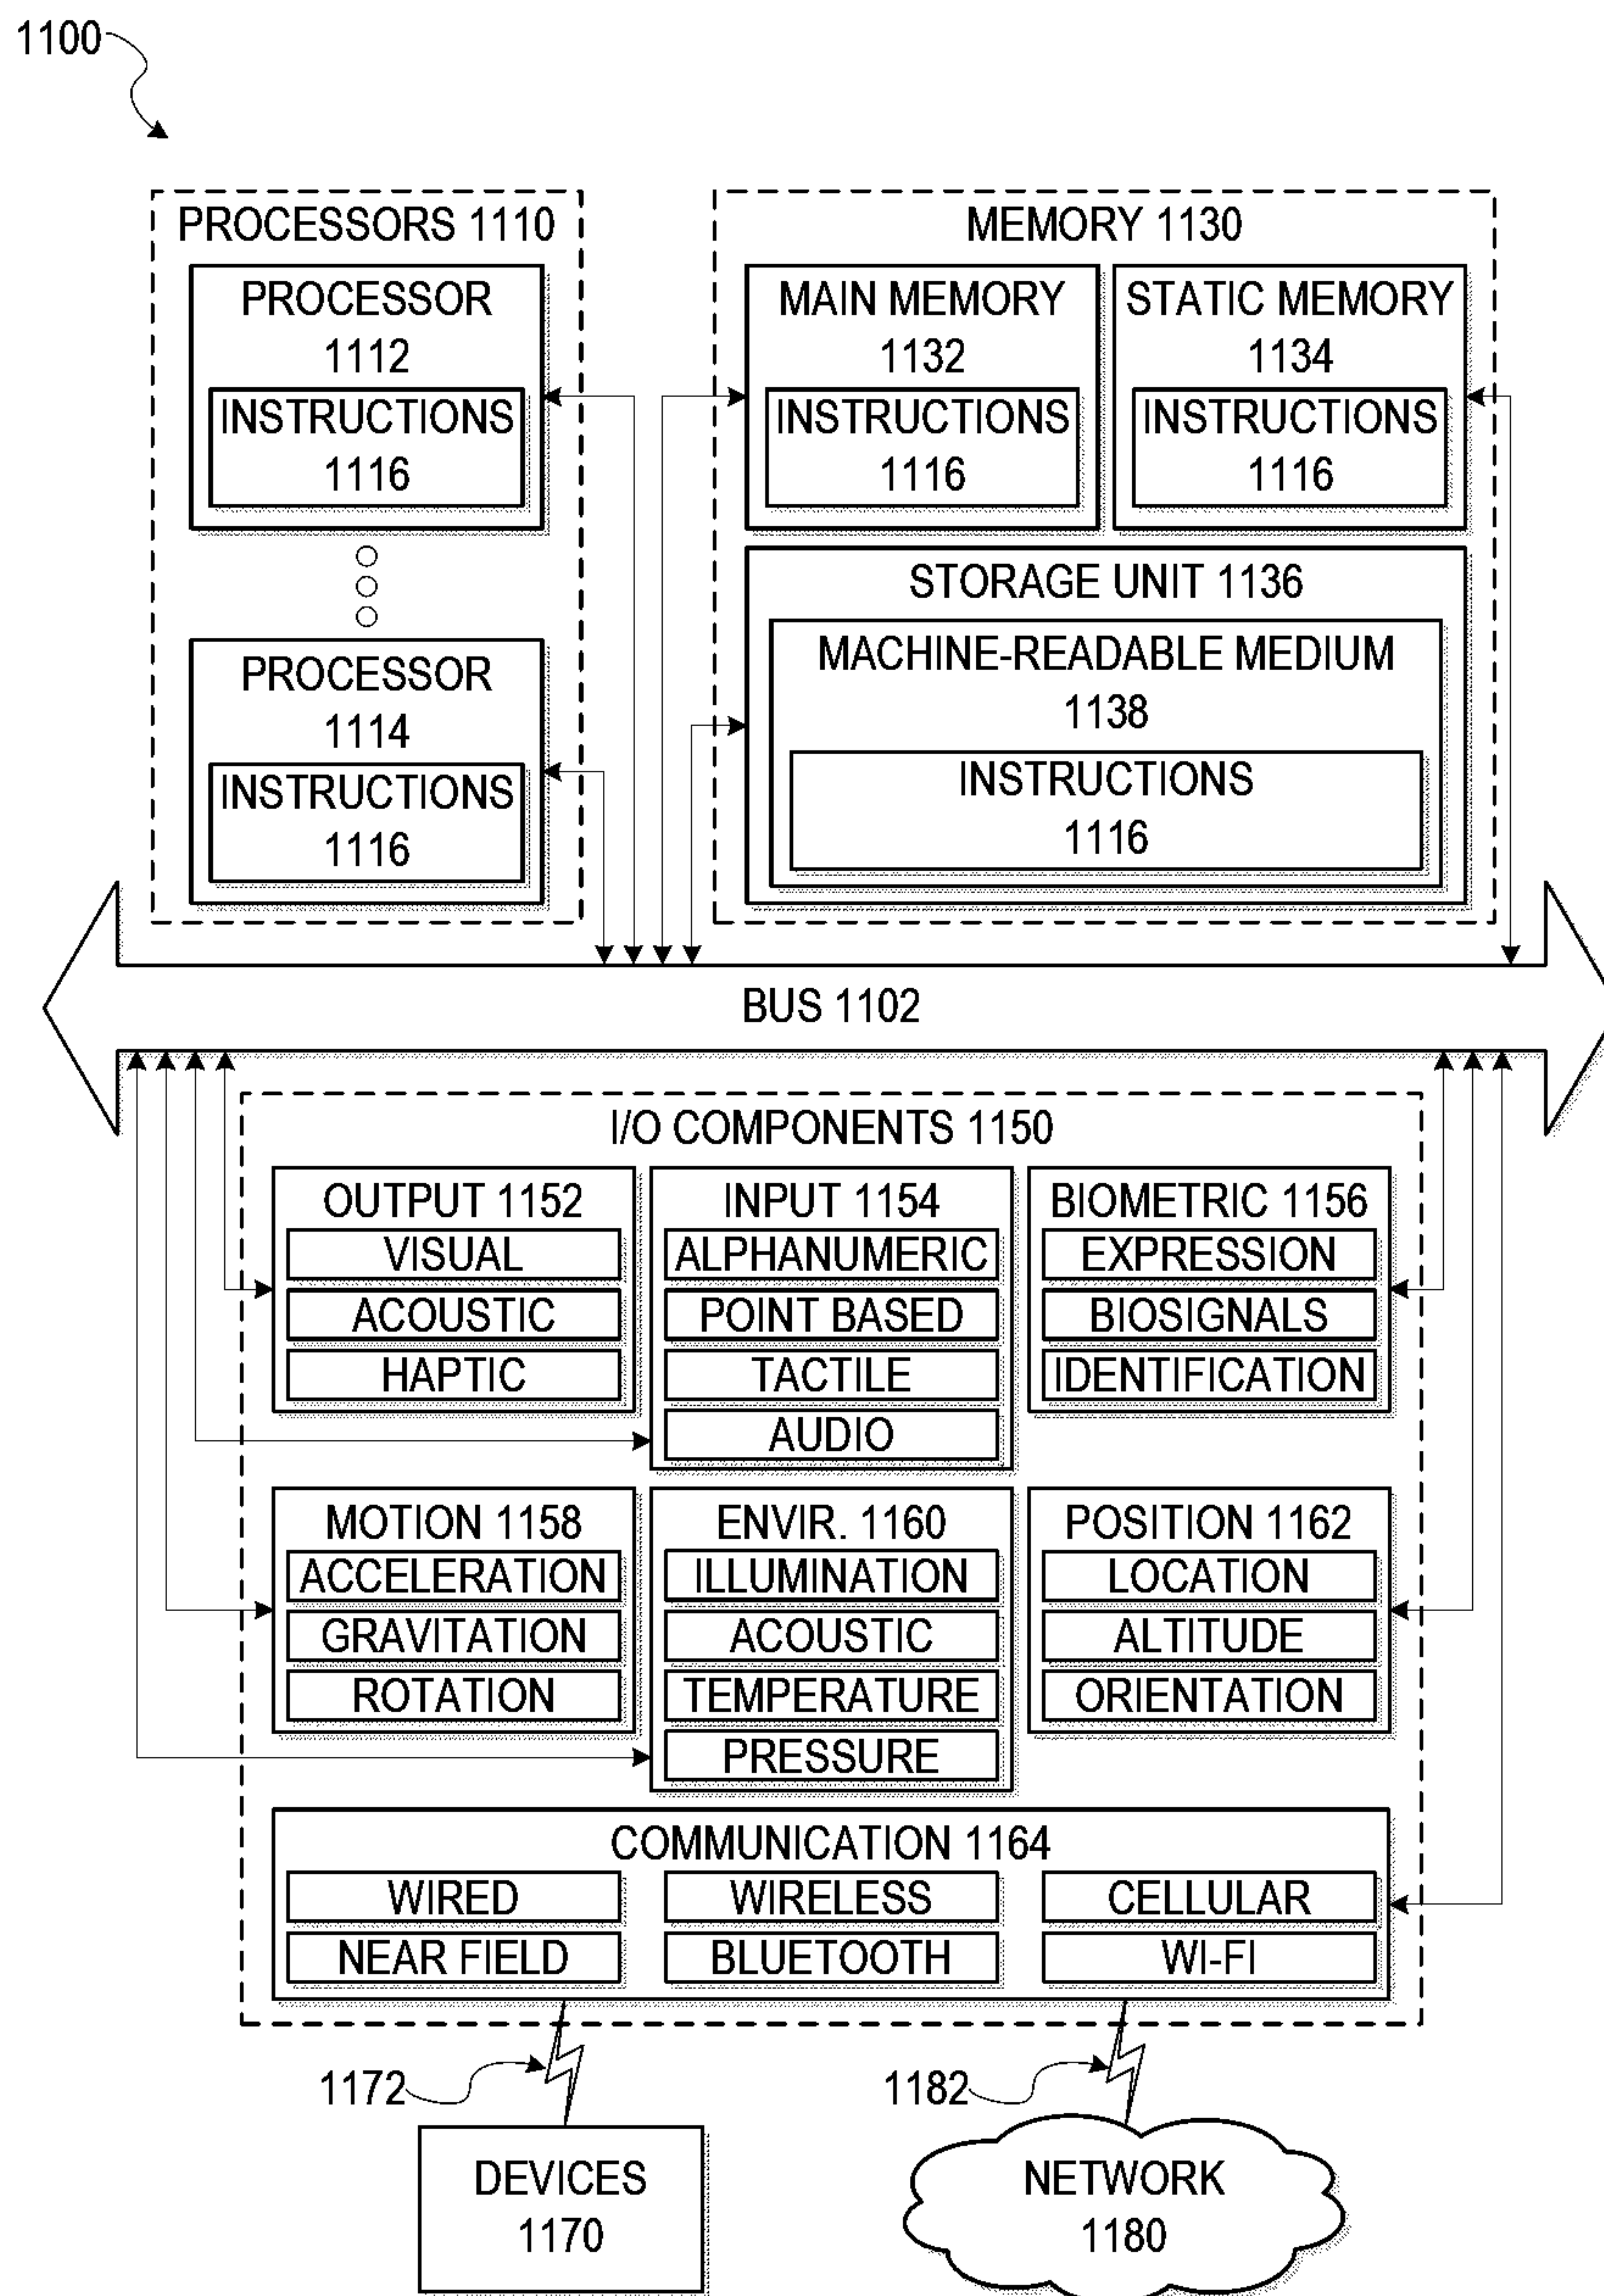 1100
PROCESSORS 1110
PROCESSOR
1112
INSTRUCTIONS
1116
PROCESSOR
1114
INSTRUCTIONS
1116
MEMORY 1130
MAIN MEMORY
1132
INSTRUCTIONS
1116
STATIC MEMORY
1134
INSTRUCTIONS
1116
STORAGE UNIT 1136
MACHINE-READABLE MEDIUM
1138
INSTRUCTIONS
1116
BUS 1102
I/O COMPONENTS 1150
OUTPUT 1152
VISUAL
ACOUSTIC
HAPTIC
INPUT 1154
ALPHANUMERIC
POINT BASED
TACTILE
AUDIO
BIOMETRIC 1156
EXPRESSION
BIOSIGNALS
IDENTIFICATION
MOTION 1158
ACCELERATION
GRAVITATION
ROTATION
ENVIR. 1160
ILLUMINATION
ACOUSTIC
TEMPERATURE
PRESSURE
POSITION 1162
LOCATION
ALTITUDE
ORIENTATION
COMMUNICATION 1164
WIRED
WIRELESS
CELLULAR
NEAR FIELD
BLUETOOTH
WI-FI
1172
1182
DEVICES
1170
NETWORK
1180